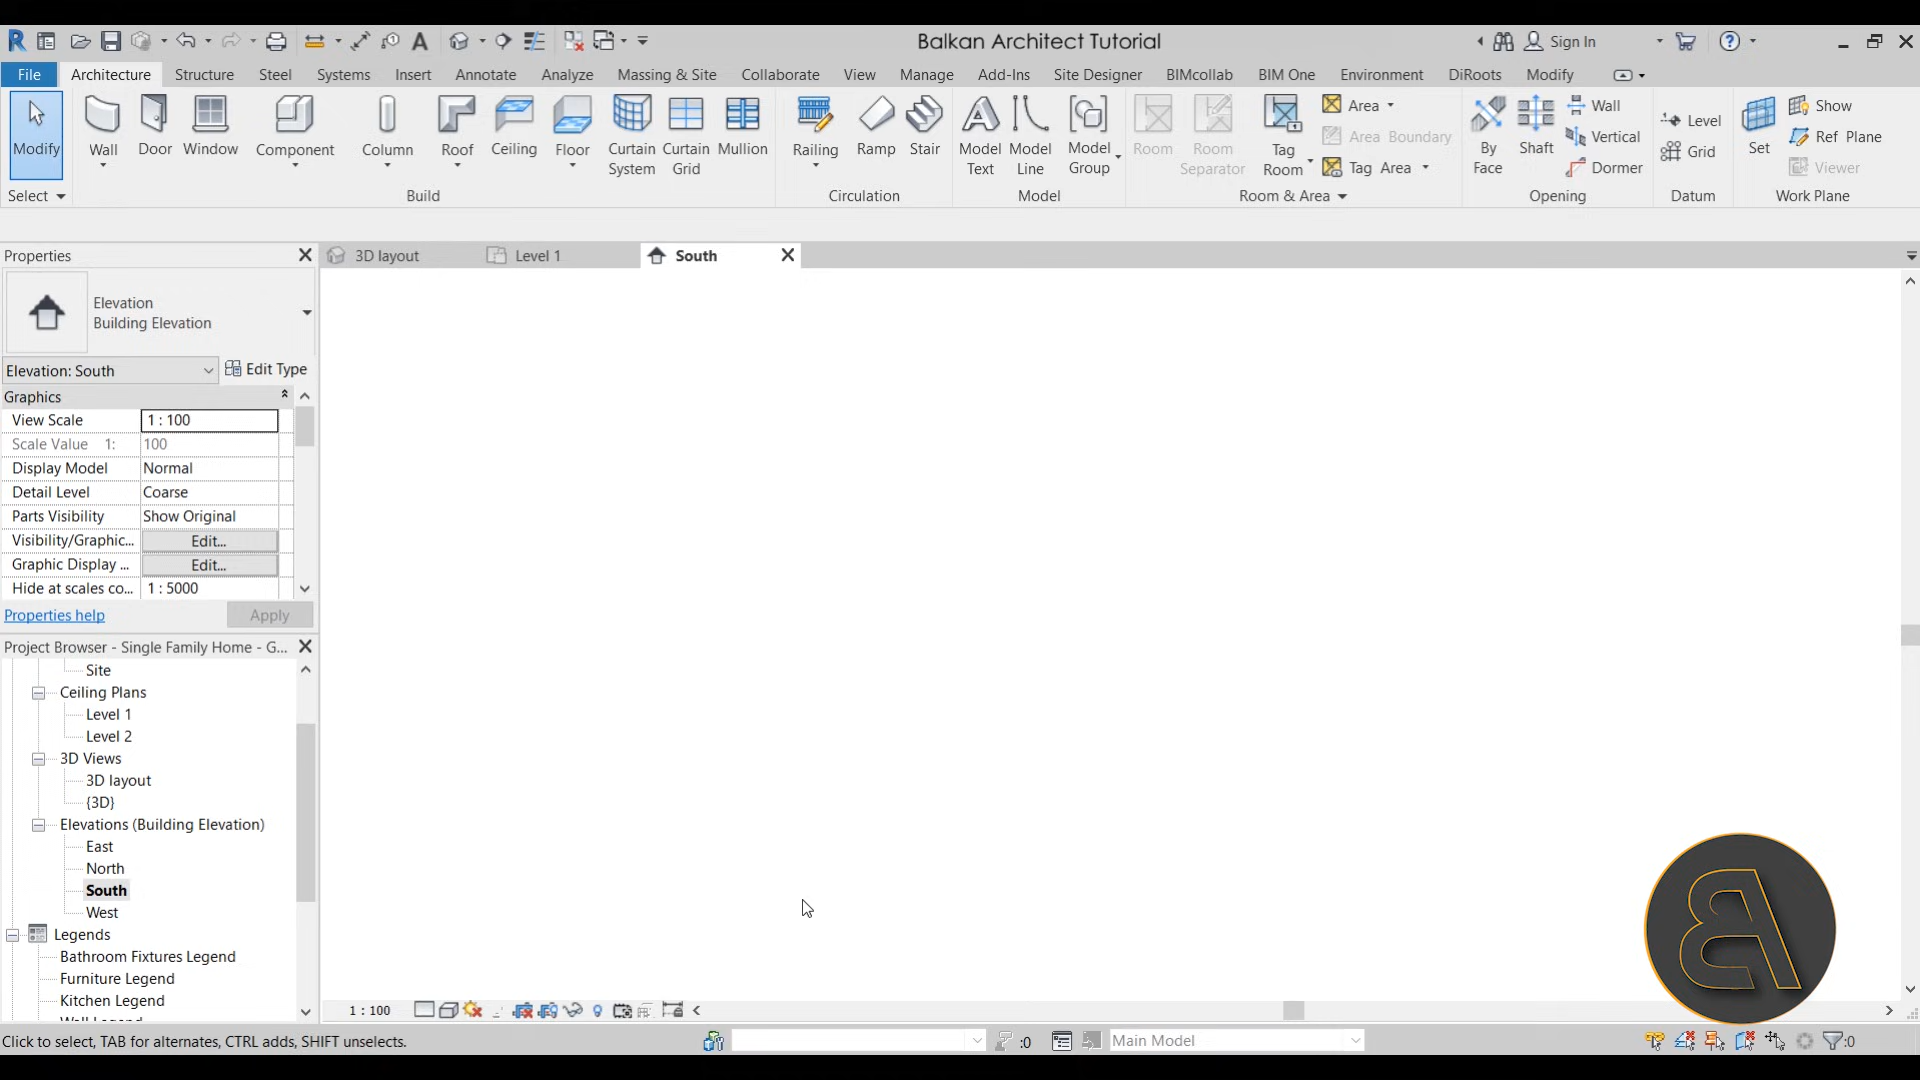 Balkan Architect Tutorial
Sign In
File Architecture Structure Steel Systems Insert Annotate Analyze Massing & Site Collaborate View Manage Add-Ins Site Designer BIMcollab BIM One Environment DiRoots Modify
Modify
Wall
Door
Window
Component
Column
Roof
Ceiling
Floor
Curtain
System
Curtain
Grid
Mullion
Railing
Ramp
Stair
Model
Text
Model
Line
Model
Group
Room
Room
Separator
Tag
Room
Area
Area Boundary
Tag Area
By
Face
Shaft
Wall
Vertical
Dormer
Level
Grid
Set
Show
Ref Plane
Viewer
Select Build Circulation Model Room & Area Opening Datum Work Plane
Properties
3D layout
Level 1
South
Elevation
Building Elevation
Elevation: South
Edit Type
Graphics
View Scale 1 : 100
Scale Value 1: 100
Display Model Normal
Detail Level Coarse
Parts Visibility Show Original
Visibility/Graphic... Edit...
Graphic Display ... Edit...
Hide at scales co... 1 : 5000
Properties help
Apply
Project Browser - Single Family Home - G...
Site
Ceiling Plans
Level 1
Level 2
3D Views
3D layout
{3D}
Elevations (Building Elevation)
East
North
South
West
Legends
Bathroom Fixtures Legend
Furniture Legend
Kitchen Legend
1 : 100
Click to select, TAB for alternates, CTRL adds, SHIFT unselects.
:0
Main Model
:0